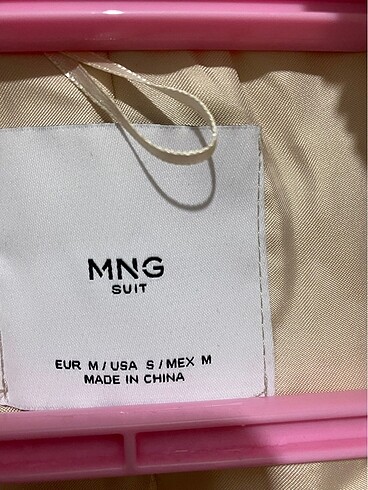 MNG
SUIT
EUR M / USA S / MEX M
MADE IN CHINA